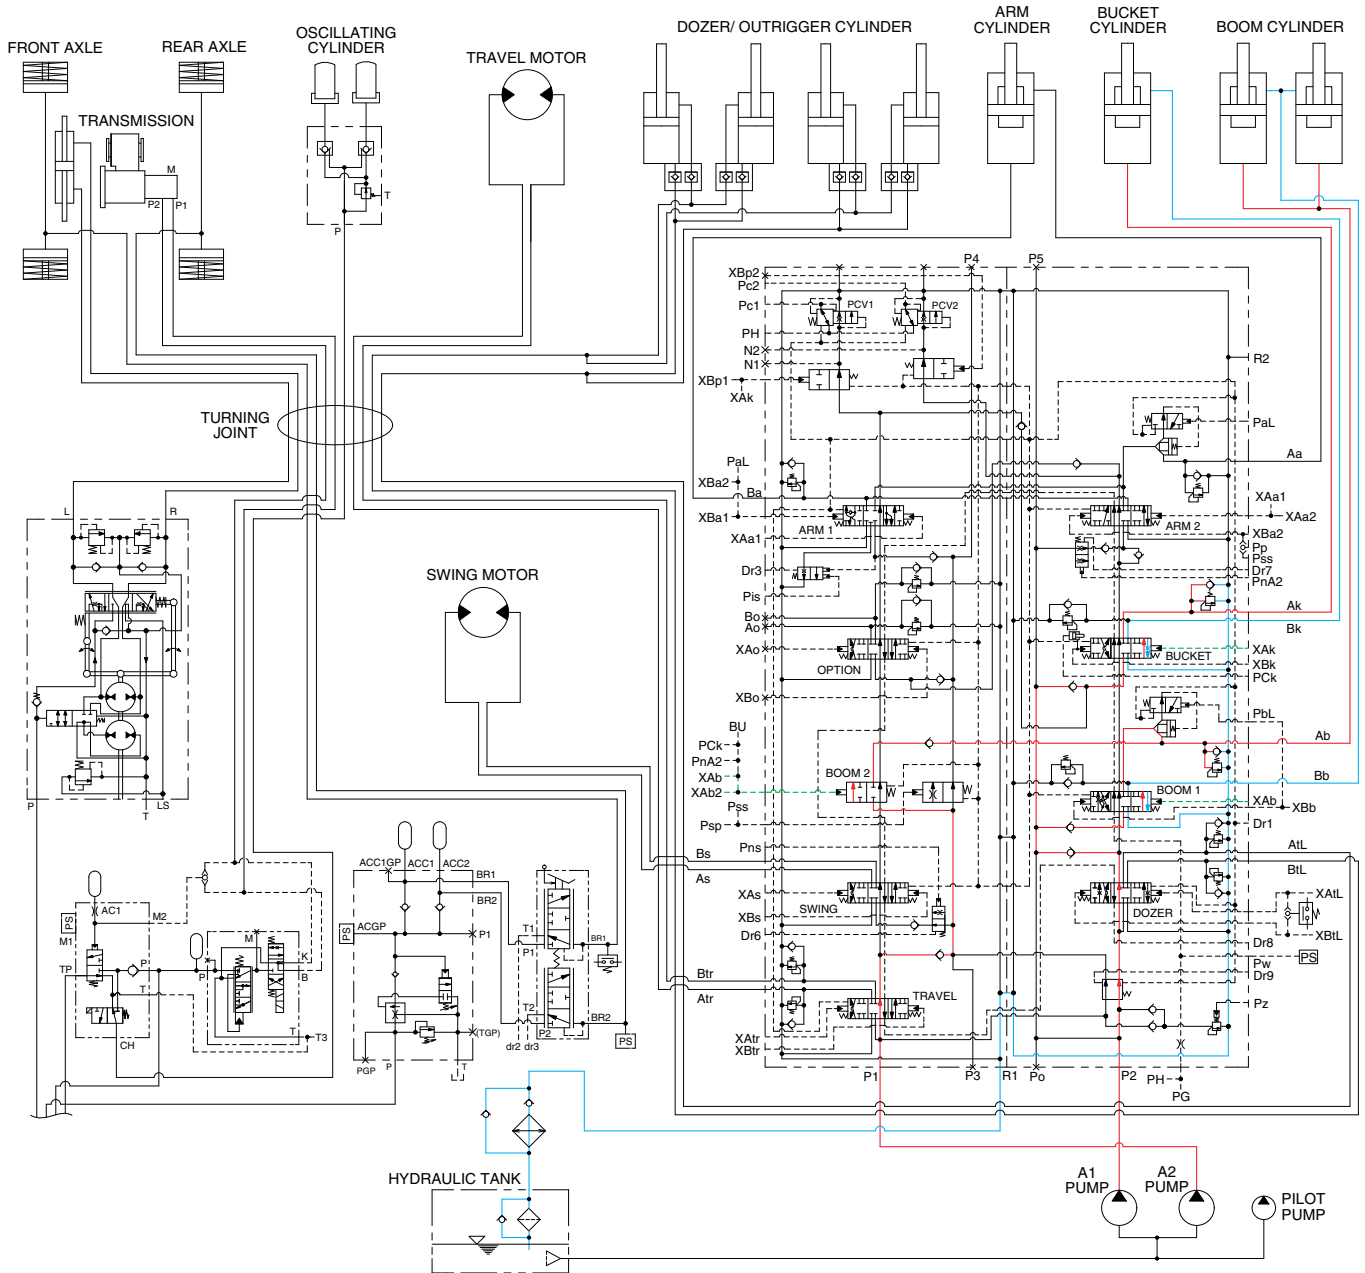 FRONT AXLE
REAR AXLE
OSCILLATING
CYLINDER
TRAVEL MOTOR
DOZER/ OUTRIGGER CYLINDER
ARM
CYLINDER
BUCKET
CYLINDER
BOOM CYLINDER
TRANSMISSION
M
P2
P1
T
P
TURNING
JOINT
SWING MOTOR
L
R
P
T
LS
XBp2
Pc2
Pc1
PH
N2
N1
XBp1
XAk
PCV1
PCV2
P4
P5
R2
PaL
Aa
PaL
XBa2
Ba
XBa1
XAa1
ARM 1
ARM 2
XAa1
XAa2
XBa2
Pp
Pss
Dr7
PnA2
Dr3
Pis
Bo
Ao
XAo
OPTION
XBo
Ak
Bk
BUCKET
XAk
XBk
PCk
PbL
BU
PCk
PnA2
XAb
XAb2
Pss
Psp
BOOM 2
Ab
Bb
BOOM 1
XAb
XBb
Dr1
Pns
Bs
As
AtL
BtL
XAs
SWING
XBs
Dr6
DOZER
XAtL
XBtL
Dr8
PS
Pw
Dr9
Pz
Btr
Atr
TRAVEL
XAtr
XBtr
P1
P3
R1
Po
P2
PH
PG
ACC1GP
ACC1
ACC2
BR1
BR2
ACGP
PS
P1
T1
P1
BR1
T2
P2
BR2
dr2
dr3
PS
(TGP)
PGP
P
T
AC1
PS
M1
M2
TP
P
T
CH
P
M
K
B
T
T3
HYDRAULIC TANK
A1
PUMP
A2
PUMP
PILOT
PUMP